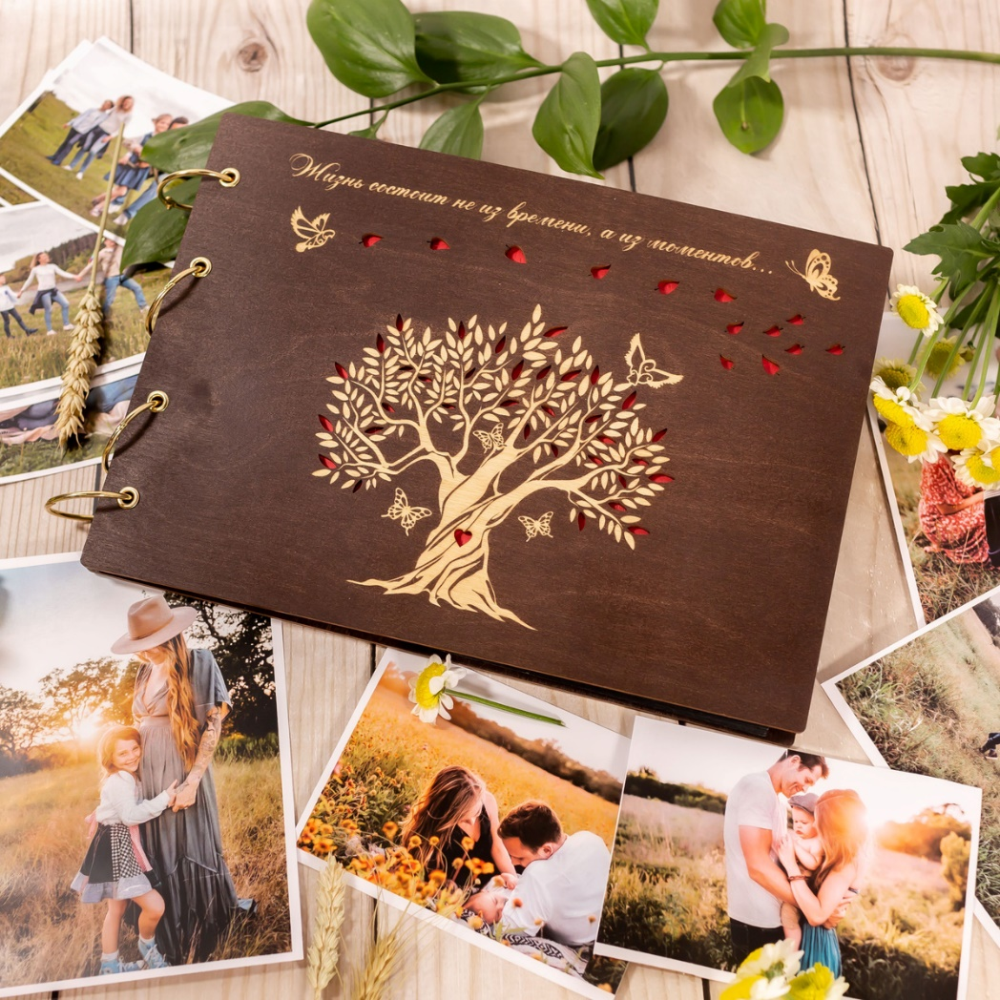 Жизнь состоит не из времени, а из моментов...